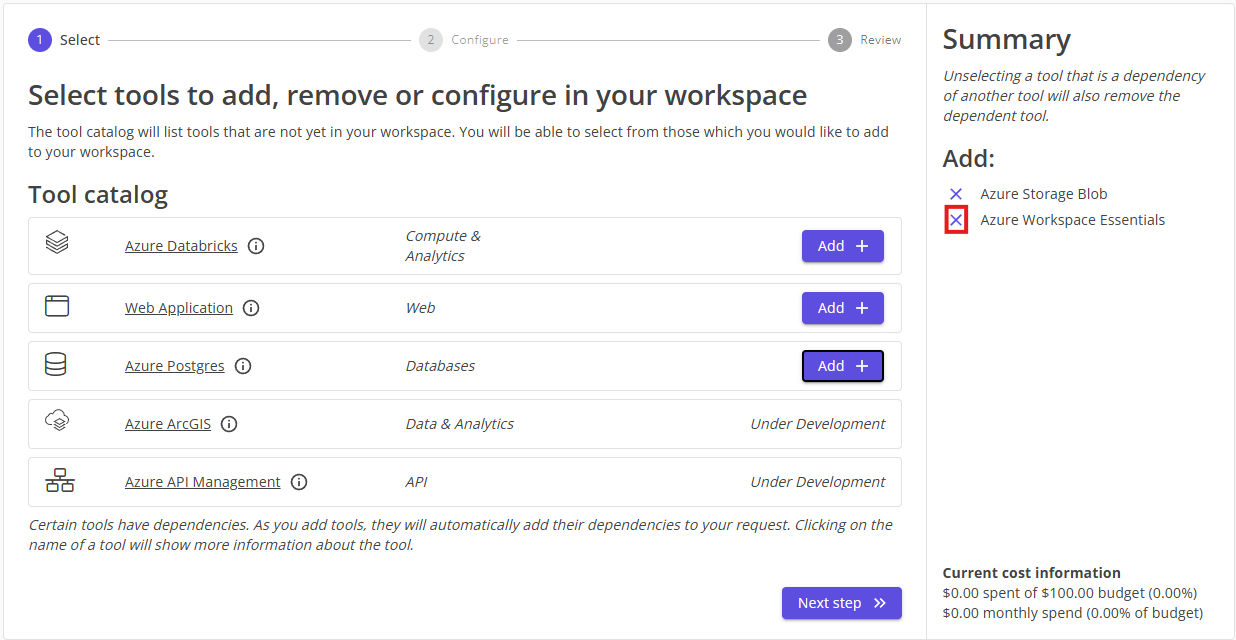 1 Select 2 Configure 3 Review
Select tools to add, remove or configure in your workspace
The tool catalog will list tools that are not yet in your workspace. You will be able to select from those which you would like to add
to your workspace.
Tool catalog
Azure Databricks Compute &
Analytics Add +
Web Application Web Add +
Azure Postgres Databases Add +
Azure ArcGIS Data & Analytics Under Development
Azure API Management API Under Development
Certain tools have dependencies. As you add tools, they will automatically add their dependencies to your request. Clicking on the
name of a tool will show more information about the tool.
Next step
Summary
Unselecting a tool that is a dependency
of another tool will also remove the
dependent tool.
Add:
Azure Storage Blob
Azure Workspace Essentials
Current cost information
$0.00 spent of $100.00 budget (0.00%)
$0.00 monthly spend (0.00% of budget)